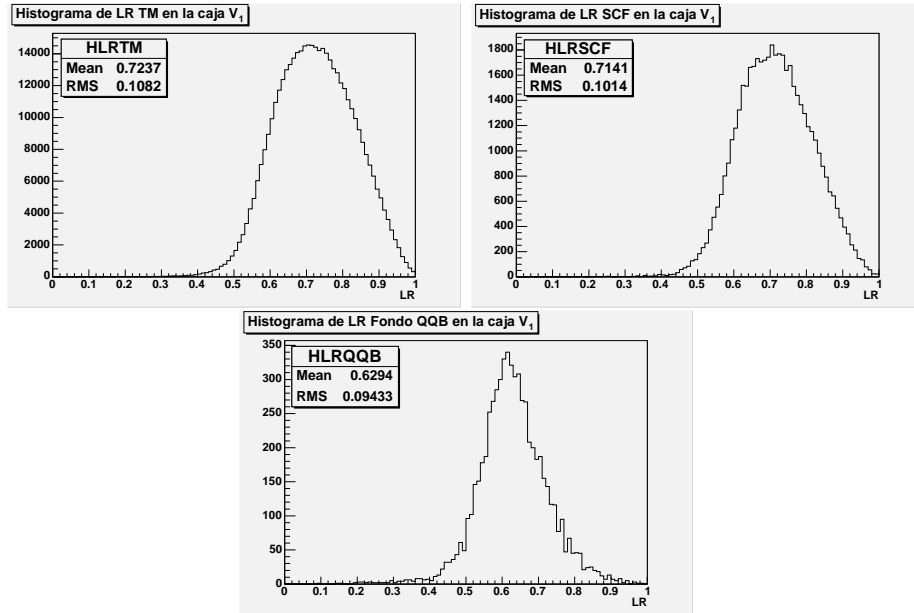 Histograma de LR TM en la caja V1
HLRTM
Mean 0.7237
RMS 0.1082
14000
12000
10000
8000
6000
4000
2000
0
0 0.1 0.2 0.3 0.4 0.5 0.6 0.7 0.8 0.9 1
LR
Histograma de LR SCF en la caja V1
HLRSCF
Mean 0.7141
RMS 0.1014
1800
1600
1400
1200
1000
800
600
400
200
0
0 0.1 0.2 0.3 0.4 0.5 0.6 0.7 0.8 0.9 1
LR
Histograma de LR Fondo QQB en la caja V1
HLRQQB
Mean 0.6294
RMS 0.09433
350
300
250
200
150
100
50
0
0 0.1 0.2 0.3 0.4 0.5 0.6 0.7 0.8 0.9 1
LR